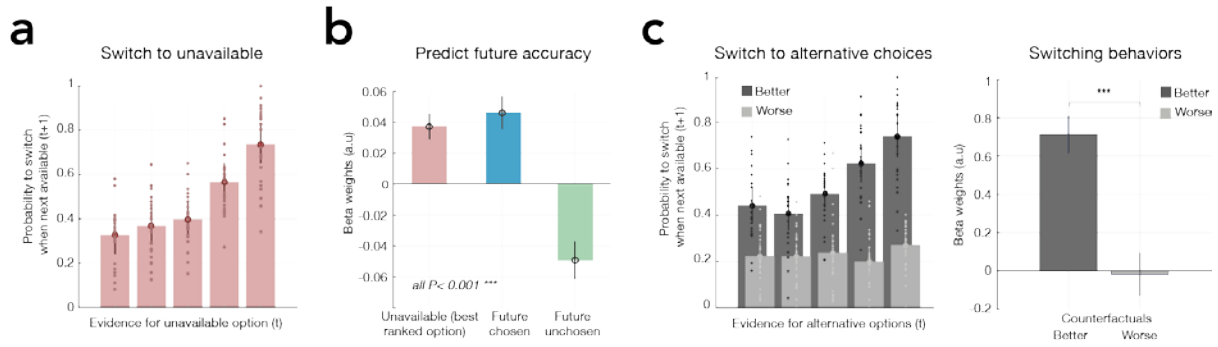 a
Switch to unavailable
Probability to switch
when next available (t+1)
1
0.8
0.6
0.4
0.2
0
Evidence for unavailable option (t)
b
Predict future accuracy
Beta weights (a.u)
0.06
0.04
0.02
0
-0.02
-0.04
-0.06
all P< 0.001 ***
Unavailable (best
ranked option)
Future
chosen
Future
unchosen
c
Switch to alternative choices
Probability to switch
when next available (t+1)
1
0.8
0.6
0.4
0.2
0
Better
Worse
Evidence for alternative options (t)
Switching behaviors
Beta weights (a.u)
1
0.8
0.6
0.4
0.2
0
0.2
Better
Worse
***
Counterfactuals
Better
Worse